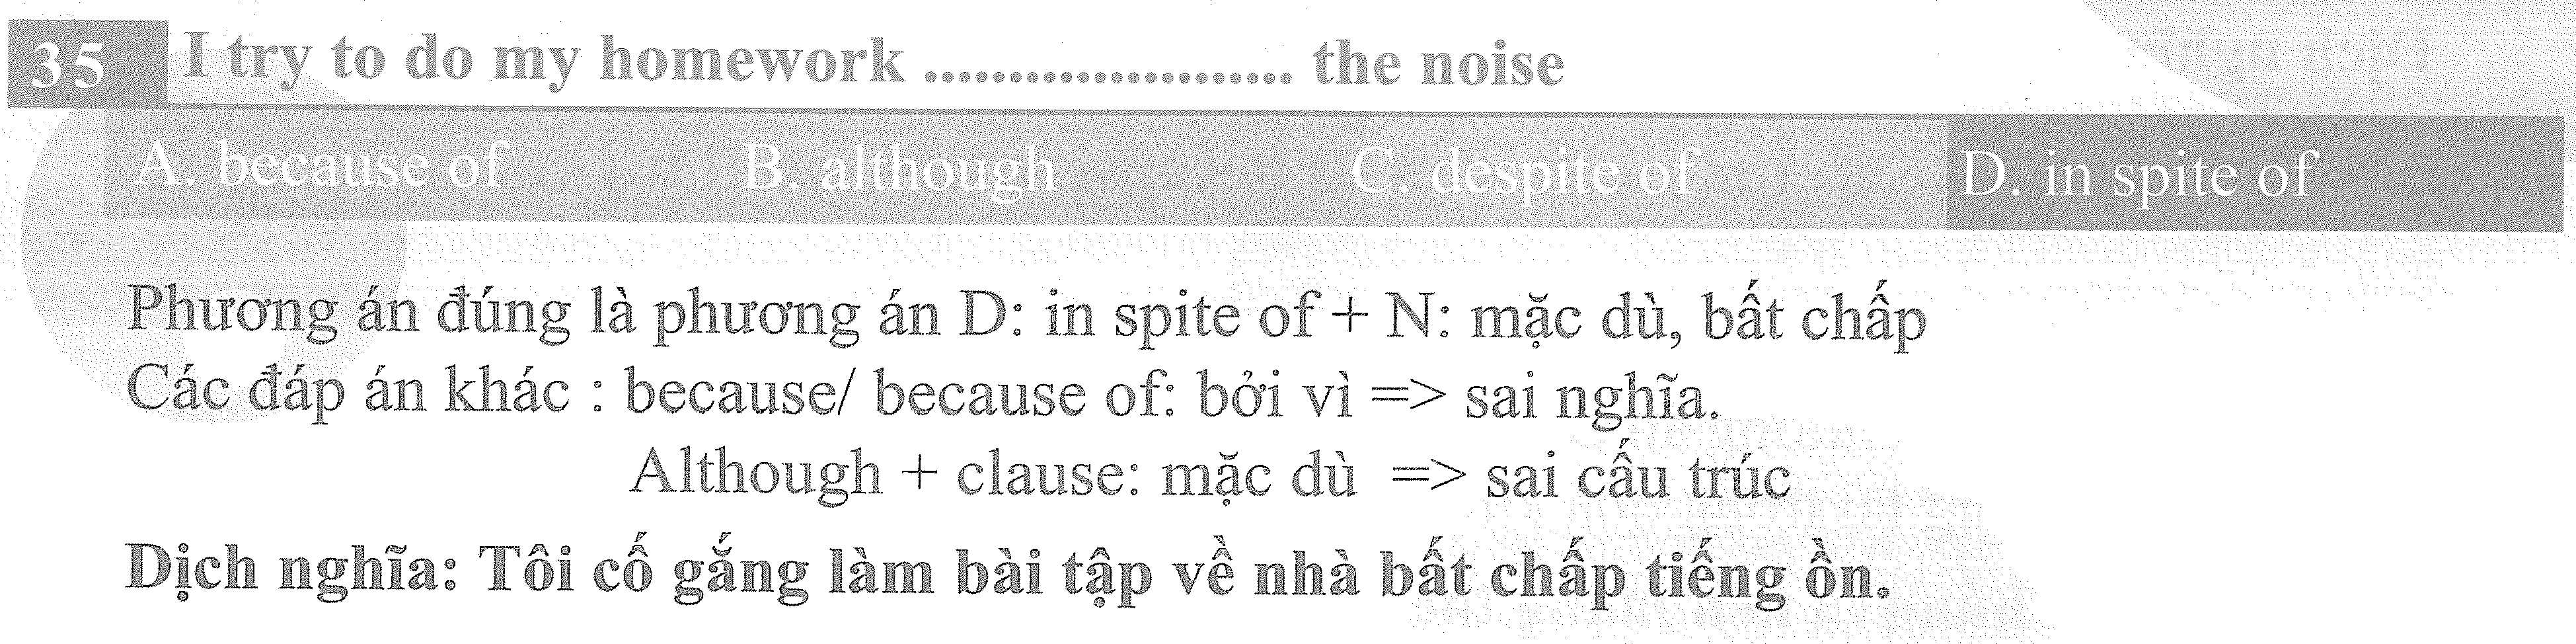 35 I try to do my homework ...................... the noise
A. because of B. although C. despite of D. in spite of
Phương án đúng là phương án D: in spite of + N: mặc dù, bất chấp
Các đáp án khác : because/ because of: bởi vì => sai nghĩa.
Although + clause: mặc dù => sai cấu trúc
Dịch nghĩa: Tôi cố gắng làm bài tập về nhà bất chấp tiếng ồn.